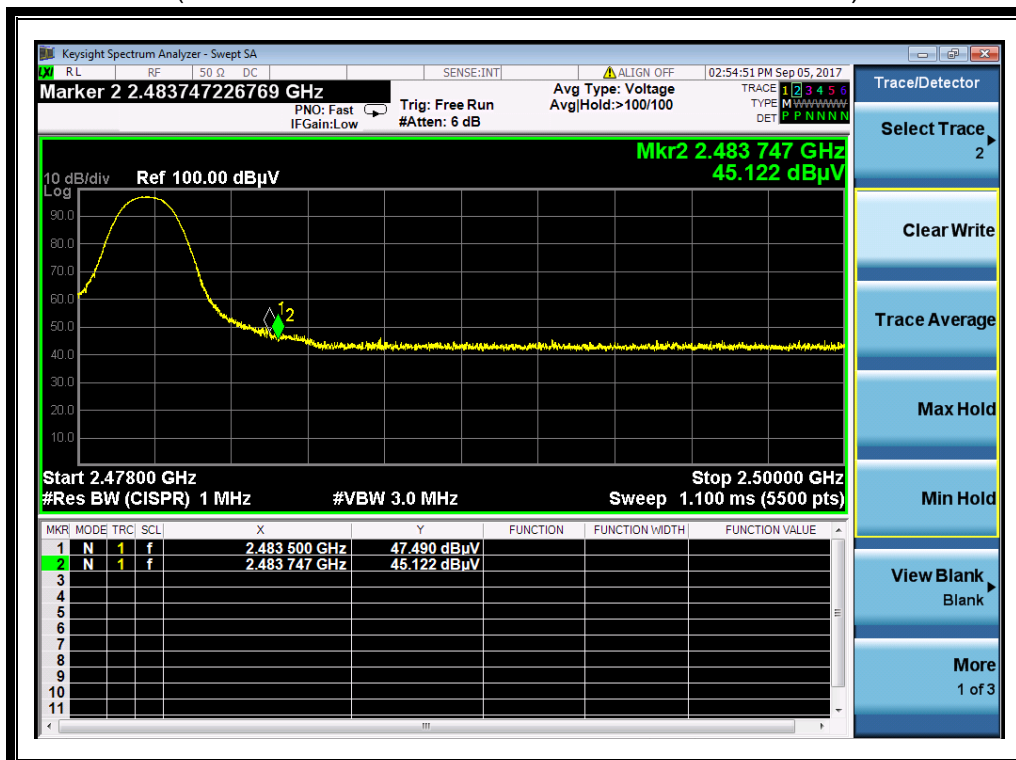 Keysight Spectrum Analyzer - Swept SA
LXI RL RF 50 Ω DC SENSE:INT ALIGN OFF 02:54:51 PM Sep 05, 2017
Marker 2 2.483747226769 GHz
PNO: Fast
IFGain:Low
Trig: Free Run
#Atten: 6 dB
Avg Type: Voltage
Avg|Hold:>100/100
TRACE 1 2 3 4 5 6
TYPE M WWWWW
DET P P N N N N
Mkr2 2.483 747 GHz
45.122 dBµV
10 dB/div Ref 100.00 dBµV
Log
90.0
80.0
70.0
60.0
50.0
40.0
30.0
20.0
10.0
1
2
Start 2.47800 GHz Stop 2.50000 GHz
#Res BW (CISPR) 1 MHz #VBW 3.0 MHz Sweep 1.100 ms (5500 pts)
MKR MODE TRC SCL X Y FUNCTION FUNCTION WIDTH FUNCTION VALUE
1 N 1 f 2.483 500 GHz 47.490 dBµV
2 N 1 f 2.483 747 GHz 45.122 dBµV
3
4
5
6
7
8
9
10
11
Trace/Detector
Select Trace
2
Clear Write
Trace Average
Max Hold
Min Hold
View Blank
Blank
More
1 of 3